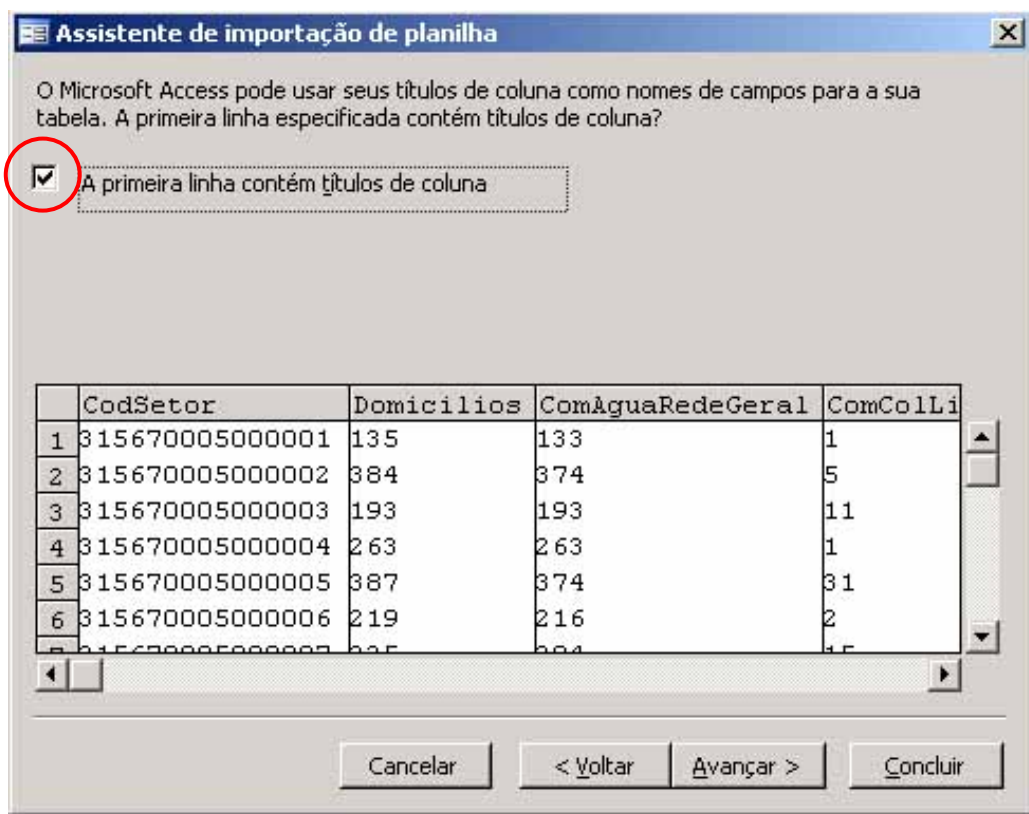 Assistente de importação de planilha
O Microsoft Access pode usar seus títulos de coluna como nomes de campos para a sua
tabela. A primeira linha especificada contém títulos de coluna?
A primeira linha contém títulos de coluna
CodSetor Domicilios ComAguaRedeGeral ComColLi
1 315670005000001 135 133 1
2 315670005000002 384 374 5
3 315670005000003 193 193 11
4 315670005000004 263 263 1
5 315670005000005 387 374 31
6 315670005000006 219 216 2
Cancelar < Voltar Avançar > Concluir